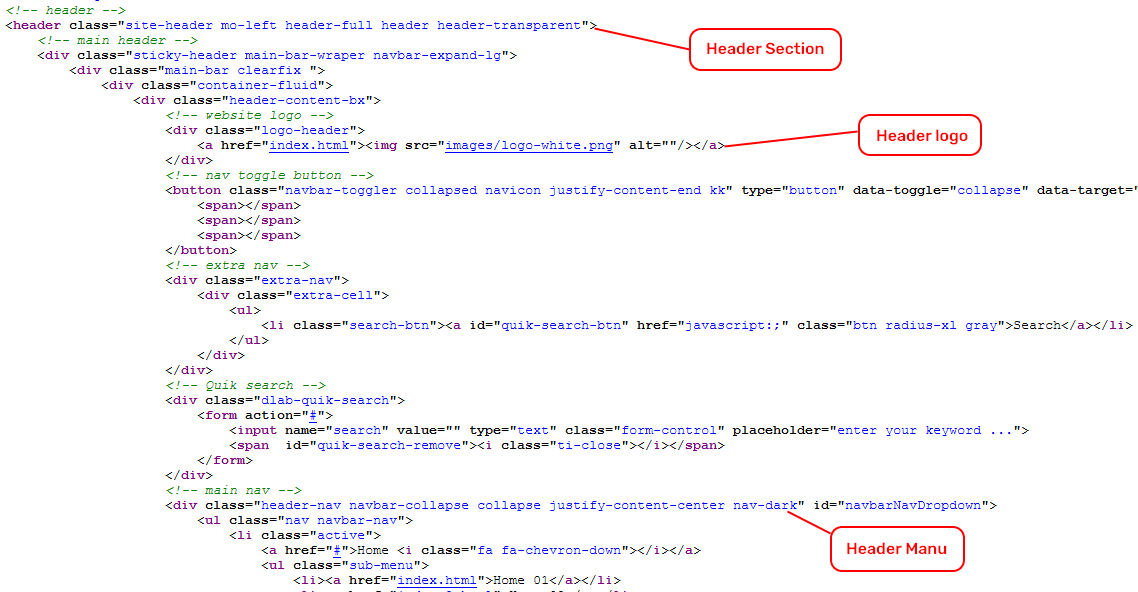 <!-- header -->
<header class="site-header mo-left header-full header header-transparent">
Header Section
<!-- main header -->
<div class="sticky-header main-bar-wraper navbar-expand-lg">
<div class="main-bar clearfix ">
<div class="container-fluid">
<div class="header-content-bx">
<!-- website logo -->
<div class="logo-header">
<a href="index.html"><img src="images/logo-white.png" alt=""/></a>
Header logo
</div>
<!-- nav toggle button -->
<button class="navbar-toggler collapsed navicon justify-content-end kk" type="button" data-toggle="collapse" data-target="
<span></span>
<span></span>
<span></span>
</button>
<!-- extra nav -->
<div class="extra-nav">
<div class="extra-cell">
<ul>
<li class="search-btn"><a id="quik-search-btn" href="javascript:;" class="btn radius-xl gray">Search</a></li>
</ul>
</div>
</div>
<!-- Quik search -->
<div class="dlab-quik-search">
<form action="#">
<input name="search" value="" type="text" class="form-control" placeholder="enter your keyword ...">
<span  id="quik-search-remove"><i class="ti-close"></i></span>
</form>
</div>
<!-- main nav -->
<div class="header-nav navbar-collapse collapse justify-content-center nav-dark" id="navbarNavDropdown">
<ul class="nav navbar-nav">
<li class="active">
Header Manu
<a href="#">Home <i class="fa fa-chevron-down"></i></a>
<ul class="sub-menu">
<li><a href="index.html">Home 01</a></li>